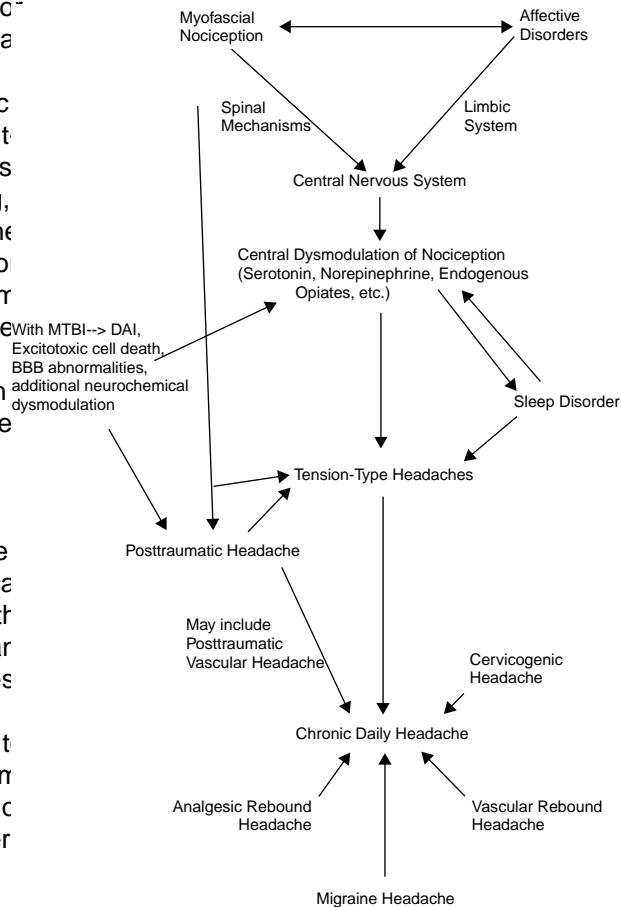 Myofascial
Nociception
Affective
Disorders
Spinal
Mechanisms
Limbic
System
Central Nervous System
Central Dysmodulation of Nociception
(Serotonin, Norepinephrine, Endogenous
Opiates, etc.)
With MTBI--> DAI,
Excitotoxic cell death,
BBB abnormalities,
additional neurochemical
dysmodulation
Sleep Disorder
Tension-Type Headaches
Posttraumatic Headache
May include
Posttraumatic
Vascular Headache
Cervicogenic
Headache
Chronic Daily Headache
Analgesic Rebound
Headache
Vascular Rebound
Headache
Migraine Headache